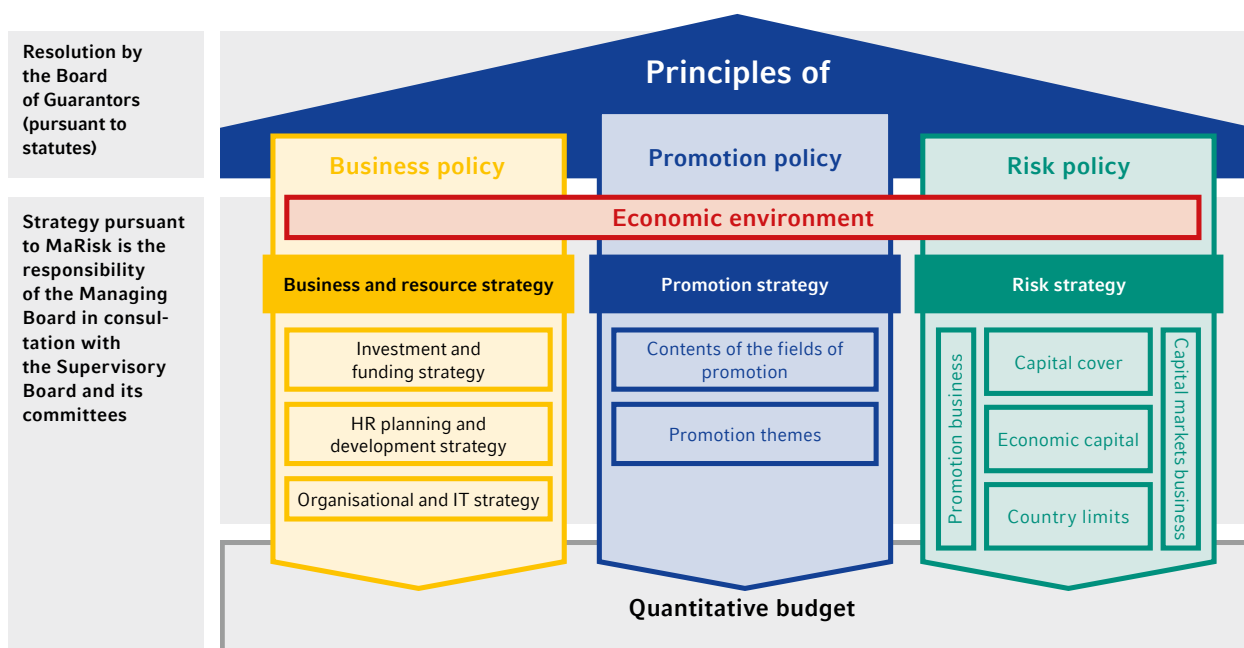 Resolution by
the Board
of Guarantors
(pursuant to
statutes)
Principles of
Business policy
Promotion policy
Risk policy
Strategy pursuant
to MaRisk is the
responsibility
of the Managing
Board in consul-
tation with
the Supervisory
Board and its
committees
Economic environment
Business and resource strategy
Promotion strategy
Risk strategy
Investment and
funding strategy
HR planning and
development strategy
Organisational and IT strategy
Contents of the fields of
promotion
Promotion themes
Promotion business
Capital cover
Economic capital
Country limits
Capital markets business
Quantitative budget